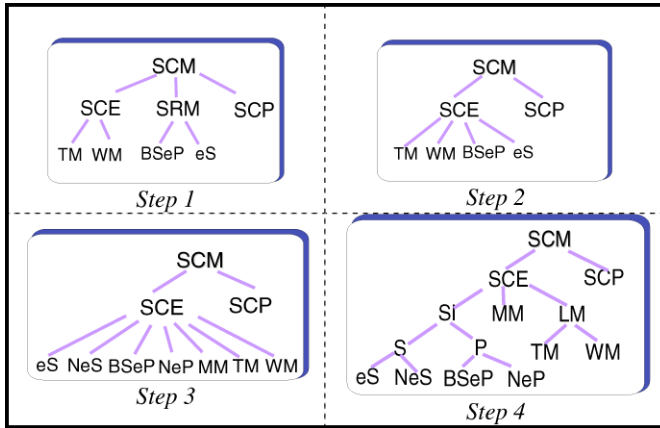 SCM
SCE SRM SCP
TM WM BSeP eS
Step 1
SCM
SCE SCP
TM WM BSeP eS
Step 2
SCM
SCE SCP
eS NeS BSeP NeP MM TM WM
Step 3
SCM
SCE SCP
Si MM LM
S P TM WM
eS NeS BSeP NeP
Step 4